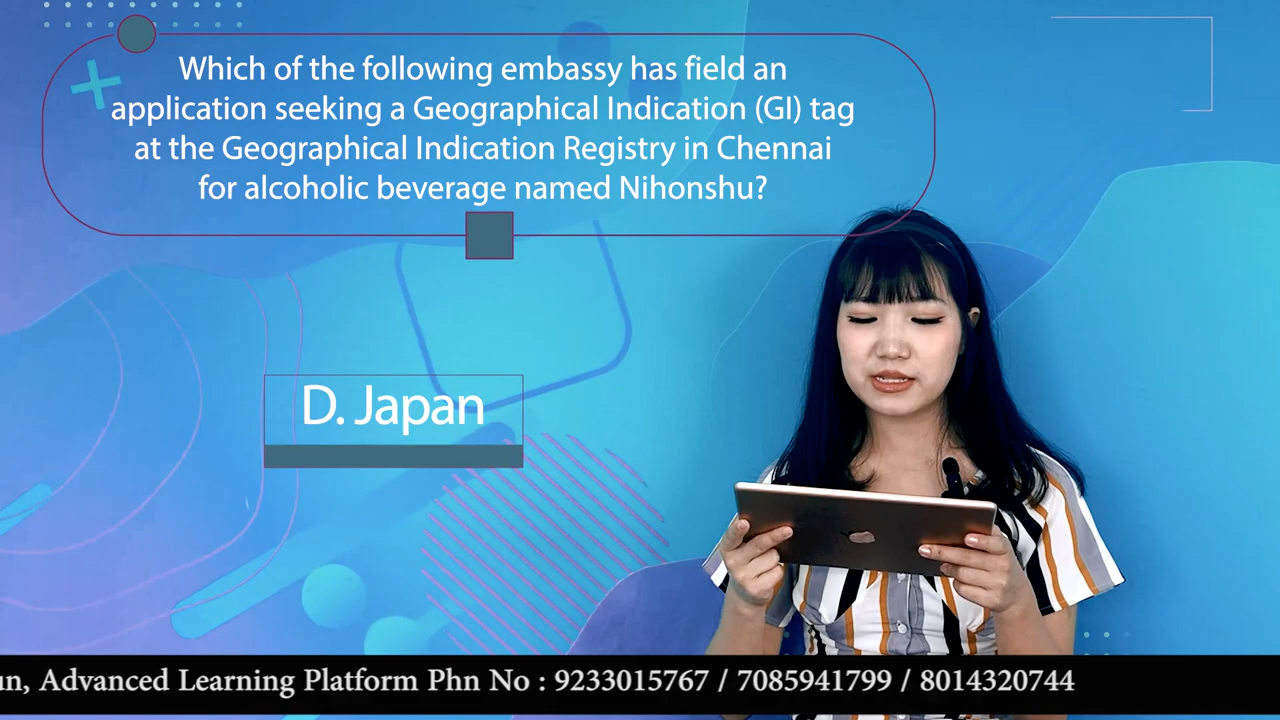 Which of the following embassy has field an
application seeking a Geographical Indication (GI) tag
at the Geographical Indication Registry in Chennai
for alcoholic beverage named Nihonshu?
D. Japan
Advanced Learning Platform Phn No : 9233015767 / 7085941799 / 8014320744